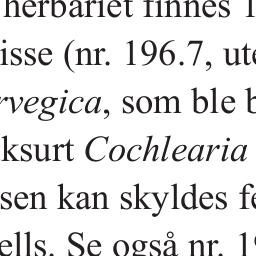 herbariet finnes 1
isse (nr. 196.7, ute
rvegica, som ble b
ksurt Cochlearia
sen kan skyldes fe
ells. Se også nr. 19